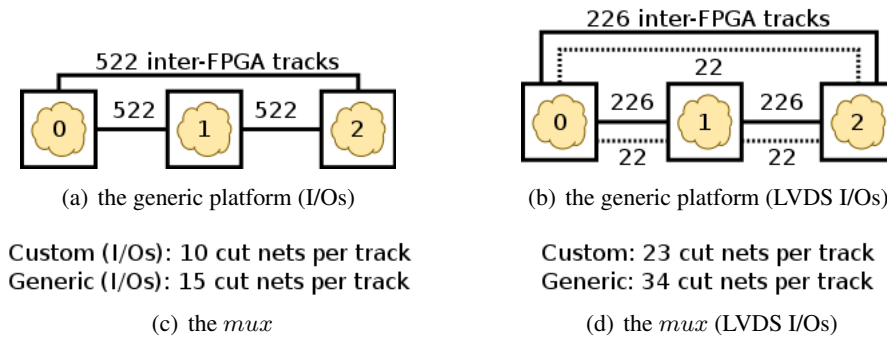 522 inter-FPGA tracks
522 522
0 1 2
(a) the generic platform (I/Os)
226 inter-FPGA tracks
22
226 226
0 1 2
22 22
(b) the generic platform (LVDS I/Os)
Custom (I/Os): 10 cut nets per track
Generic (I/Os): 15 cut nets per track
(c) the mux
Custom: 23 cut nets per track
Generic: 34 cut nets per track
(d) the mux (LVDS I/Os)